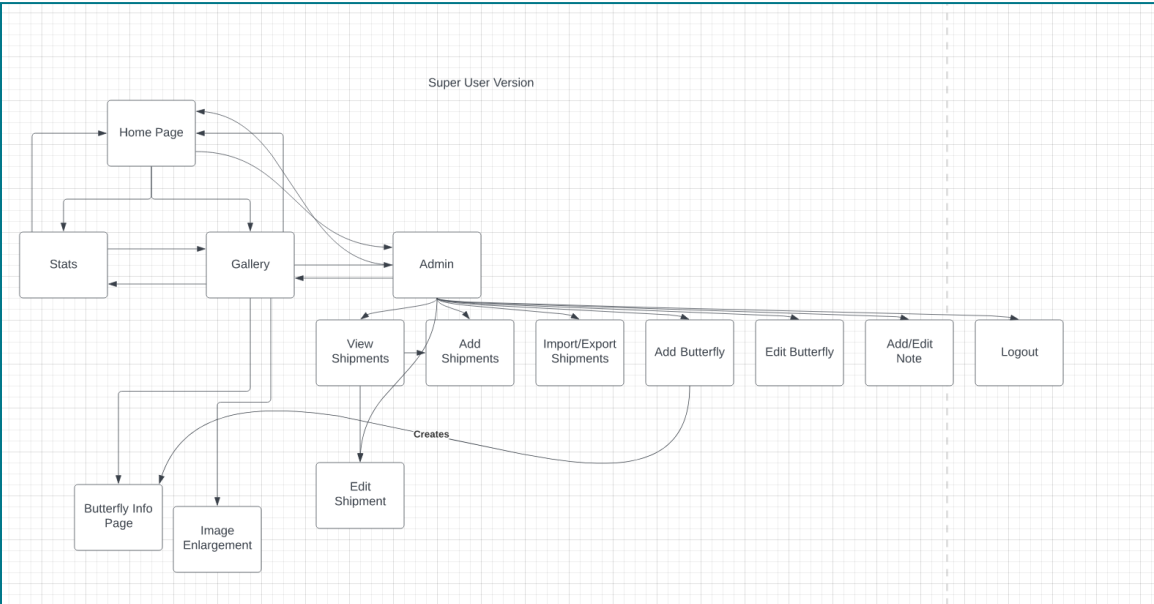 Super User Version
Home Page
Stats
Gallery
Admin
View
Shipments
Add
Shipments
Import/Export
Shipments
Add Butterfly
Edit Butterfly
Add/Edit
Note
Logout
Creates
Butterfly Info
Page
Image
Enlargement
Edit
Shipment